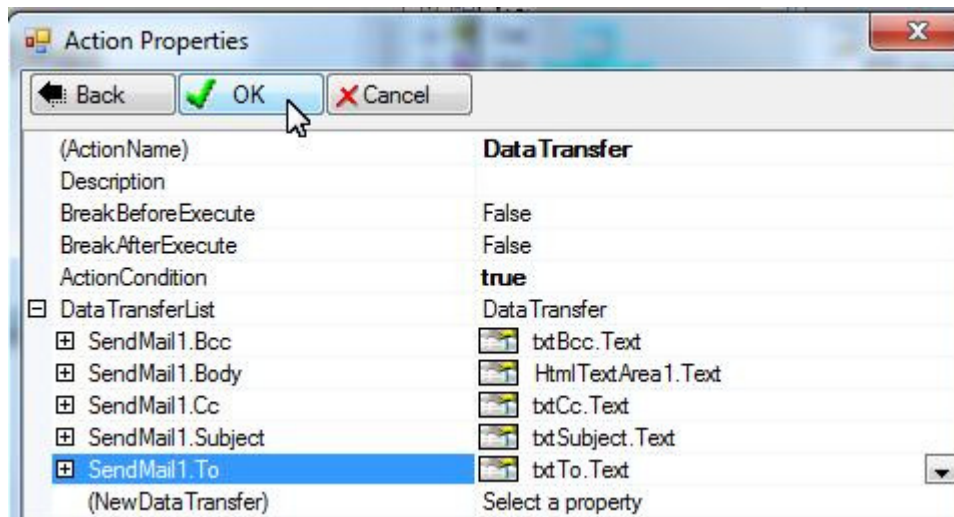 Action Properties
Back OK Cancel
(ActionName) DataTransfer
Description
BreakBeforeExecute False
BreakAfterExecute False
ActionCondition true
DataTransferList DataTransfer
SendMail1.Bcc txtBcc.Text
SendMail1.Body HtmlTextArea1.Text
SendMail1.Cc txtCc.Text
SendMail1.Subject txtSubject.Text
SendMail1.To txtTo.Text
(NewDataTransfer) Select a property